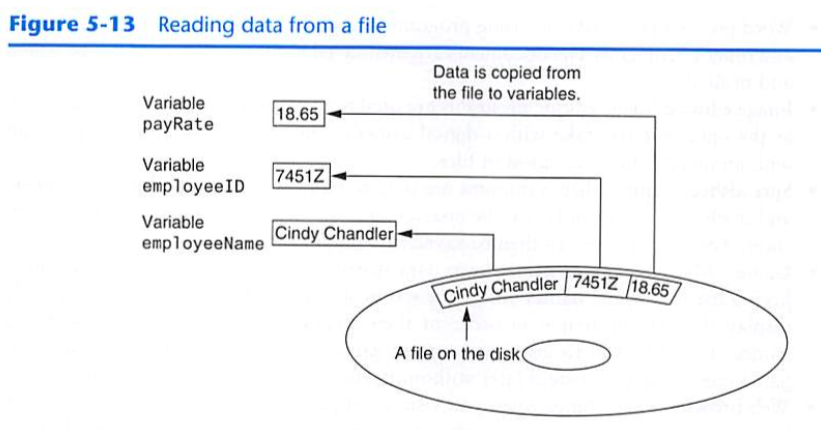 Figure 5-13 Reading data from a file
Data is copied from
the file to variables.
Variable
payRate
18.65
Variable
employeeID
7451Z
Variable
employeeName
Cindy Chandler
Cindy Chandler 7451Z 18.65
A file on the disk